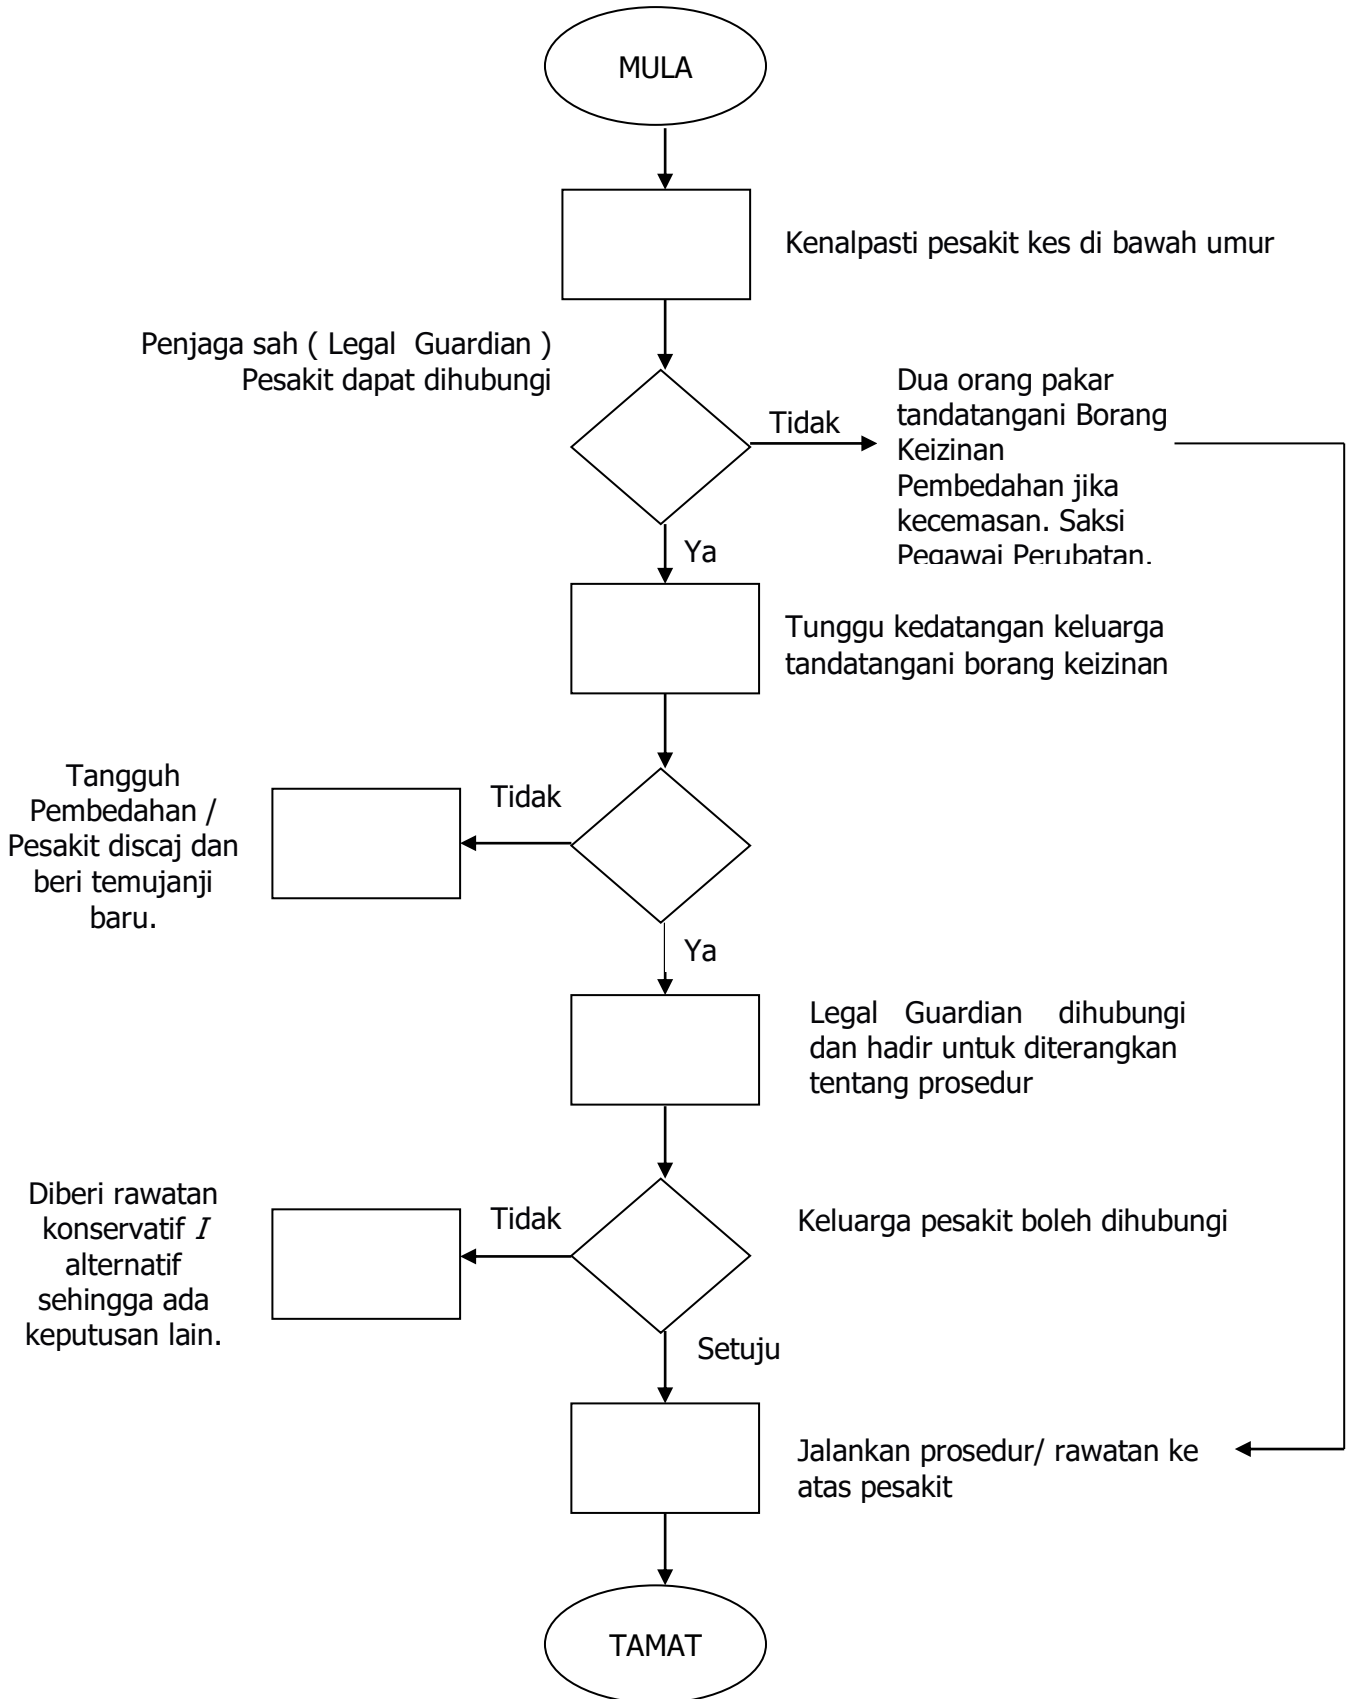 MULA
Kenalpasti pesakit kes di bawah umur
Penjaga sah ( Legal Guardian )
Pesakit dapat dihubungi
Tidak
Dua orang pakar
tandatangani Borang
Keizinan
Pembedahan jika
kecemasan. Saksi
Pegawai Perubatan.
Ya
Tunggu kedatangan keluarga
tandatangani borang keizinan
Tangguh
Pembedahan /
Pesakit discaj dan
beri temujanji
baru.
Tidak
Ya
Legal Guardian dihubungi
dan hadir untuk diterangkan
tentang prosedur
Diberi rawatan
konservatif I
alternatif
sehingga ada
keputusan lain.
Tidak
Keluarga pesakit boleh dihubungi
Setuju
Jalankan prosedur/ rawatan ke
atas pesakit
TAMAT